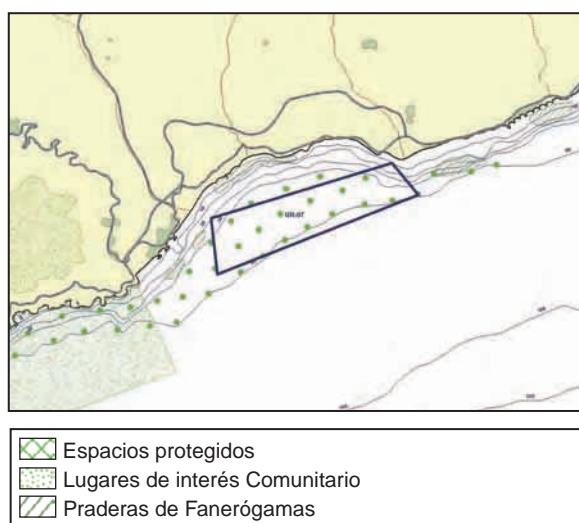 Espacios protegidos
Lugares de interés Comunitario
Praderas de Fanerógamas